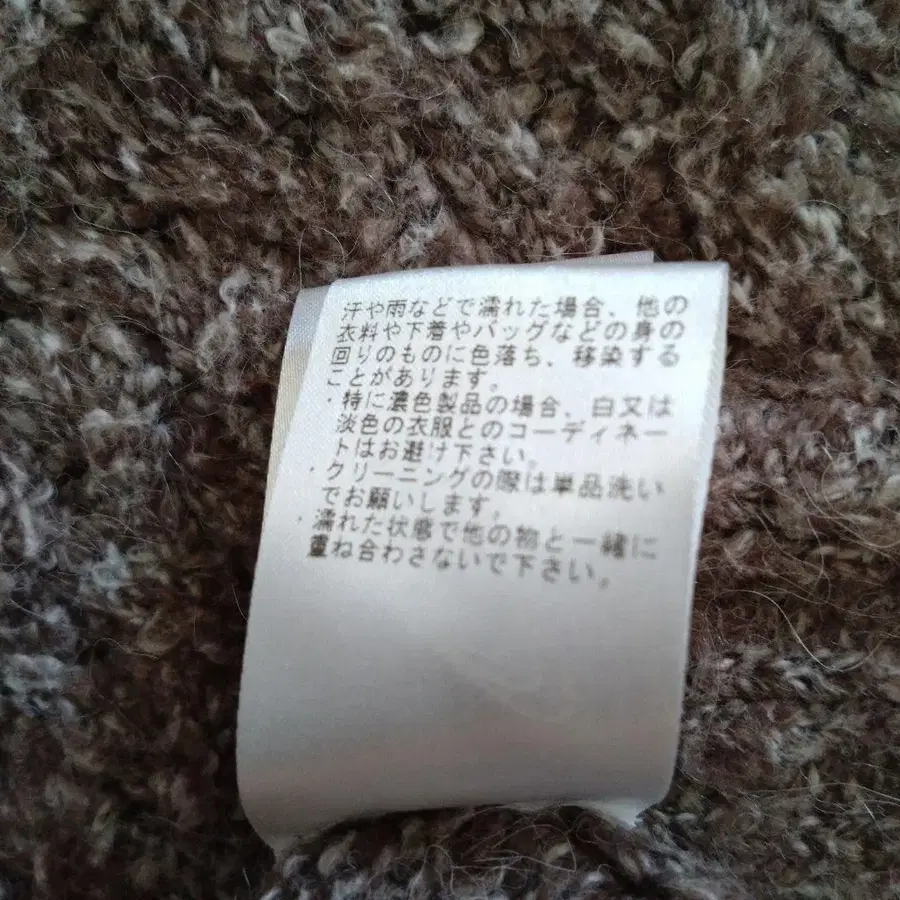 汗や雨などで濡れた場合、他の
衣料や下着やバッグなどの身の
回りのものに色落ち、移染する
ことがあります。
・特に濃色製品の場合、白又は
淡色の衣服とのコーディネー
トはお避け下さい。
・クリーニングの際は単品洗い
でお願いします。
・濡れた状態で他の物と一緒に
重ね合わさないで下さい。